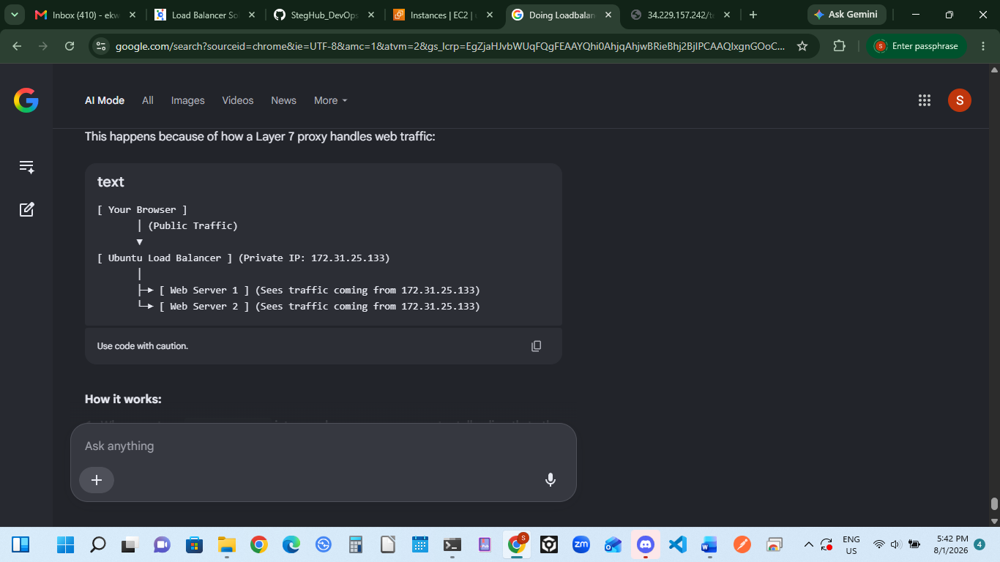 Inbox (410) - ekw
Load Balancer So
StegHub_DevOps
Instances | EC2 | u
Doing Loadbalan
34.229.157.242/te
Ask Gemini
google.com/search?sourceid=chrome&ie=UTF-8&amc=1&atvm=2&gs_lcrp=EgZjaHJvbWUqFQgFEAAYQhi0AhjqAhjwBRieBhj2BjIPCAAQIxgnGOoC...
Enter passphrase
AI Mode
All
Images
Videos
News
More
S
This happens because of how a Layer 7 proxy handles web traffic:
text
[ Your Browser ]
│ (Public Traffic)
▼
[ Ubuntu Load Balancer ] (Private IP: 172.31.25.133)
│
├─► [ Web Server 1 ] (Sees traffic coming from 172.31.25.133)
└─► [ Web Server 2 ] (Sees traffic coming from 172.31.25.133)
Use code with caution.
How it works:
Ask anything
ENG
US
5:42 PM
8/1/2026
4